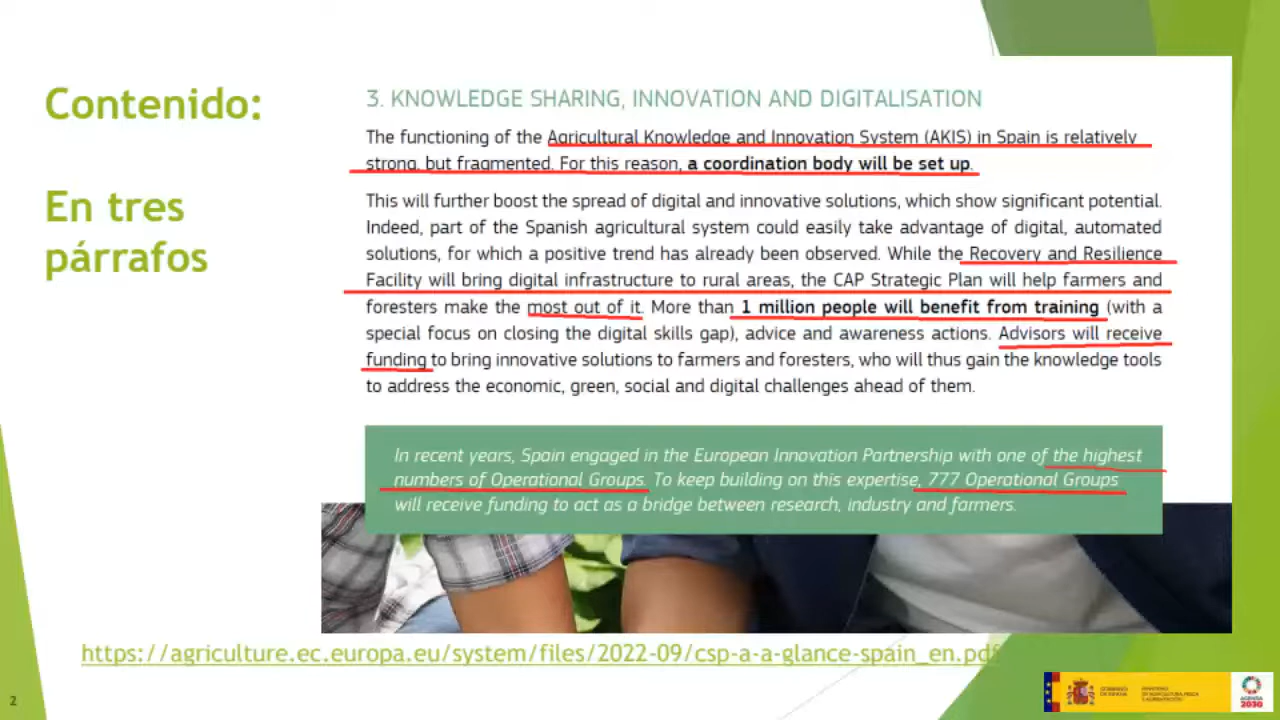 Contenido:
En tres
párrafos
3. KNOWLEDGE SHARING, INNOVATION AND DIGITALISATION
The functioning of the Agricultural Knowledge and Innovation System (AKIS) in Spain is relatively
strong, but fragmented. For this reason, a coordination body will be set up.
This will further boost the spread of digital and innovative solutions, which show significant potential.
Indeed, part of the Spanish agricultural system could easily take advantage of digital, automated
solutions, for which a positive trend has already been observed. While the Recovery and Resilience
Facility will bring digital infrastructure to rural areas, the CAP Strategic Plan will help farmers and
foresters make the most out of it. More than 1 million people will benefit from training (with a
special focus on closing the digital skills gap), advice and awareness actions. Advisors will receive
funding to bring innovative solutions to farmers and foresters, who will thus gain the knowledge tools
to address the economic, green, social and digital challenges ahead of them.
In recent years, Spain engaged in the European Innovation Partnership with one of the highest
numbers of Operational Groups. To keep building on this expertise, 777 Operational Groups
will receive funding to act as a bridge between research, industry and farmers.
https://agriculture.ec.europa.eu/system/files/2022-09/csp-a-a-glance-spain_en.pdf
2
GOBIERNO
DE ESPAÑA
MINISTERIO
DE AGRICULTURA, PESCA
Y ALIMENTACIÓN
AGENDA
2030